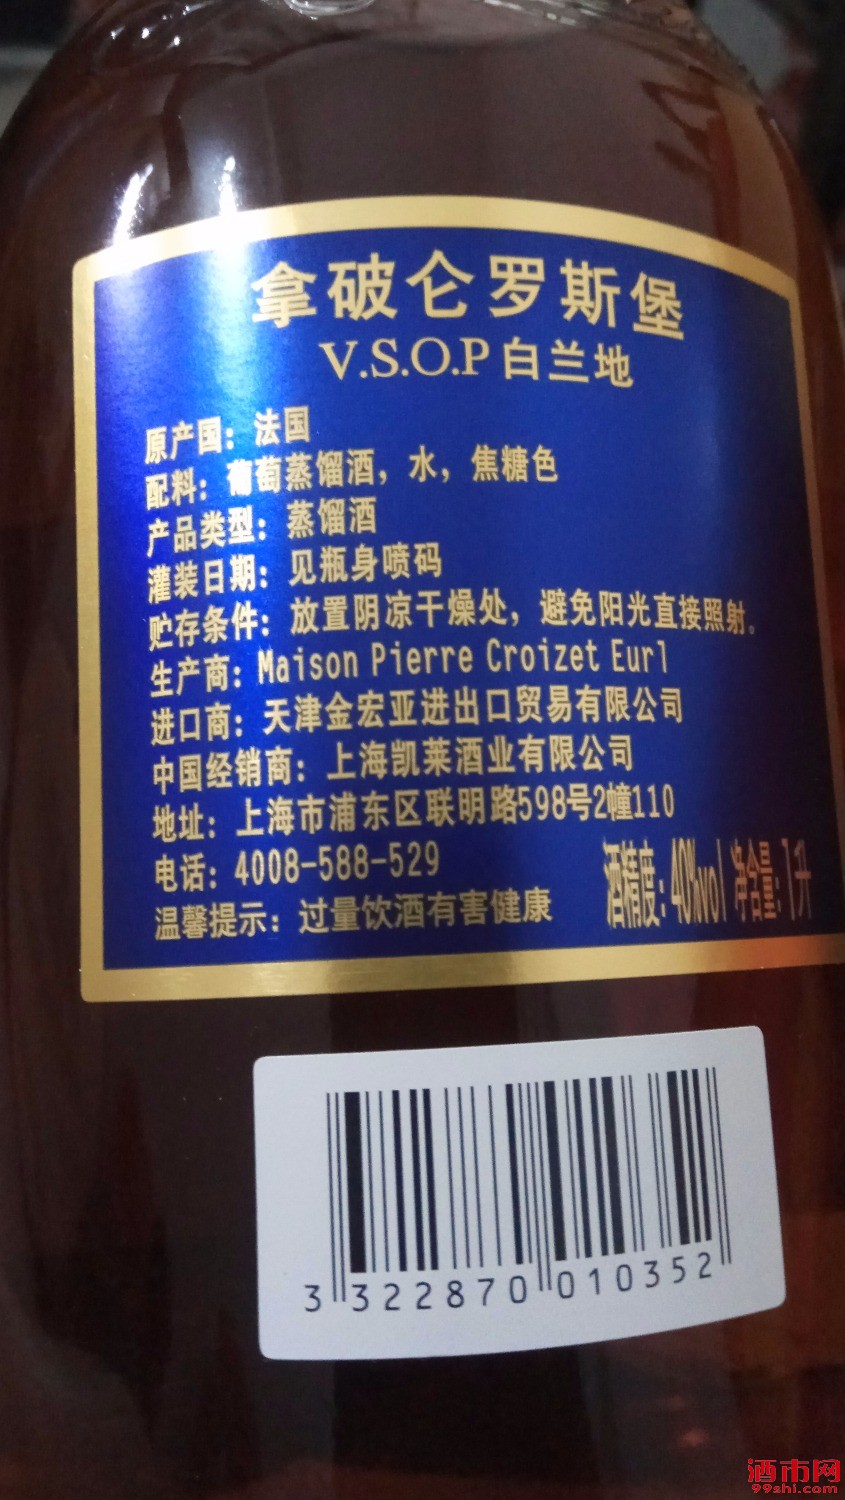 拿破仑罗斯堡
V.S.O.P白兰地
原产国：法国
配料：葡萄蒸馏酒，水，焦糖色
产品类型：蒸馏酒
灌装日期：见瓶身喷码
贮存条件：放置阴凉干燥处，避免阳光直接照射。
生产商：Maison Pierre Croizet Eurl
进口商：天津金宏亚进出口贸易有限公司
中国经销商：上海凯莱酒业有限公司
地址：上海市浦东区联明路598号2幢110
电话：4008-588-529
温馨提示：过量饮酒有害健康
酒精度：40%vol 净含量：1升
3 322870 010352
酒市网
99shi.com